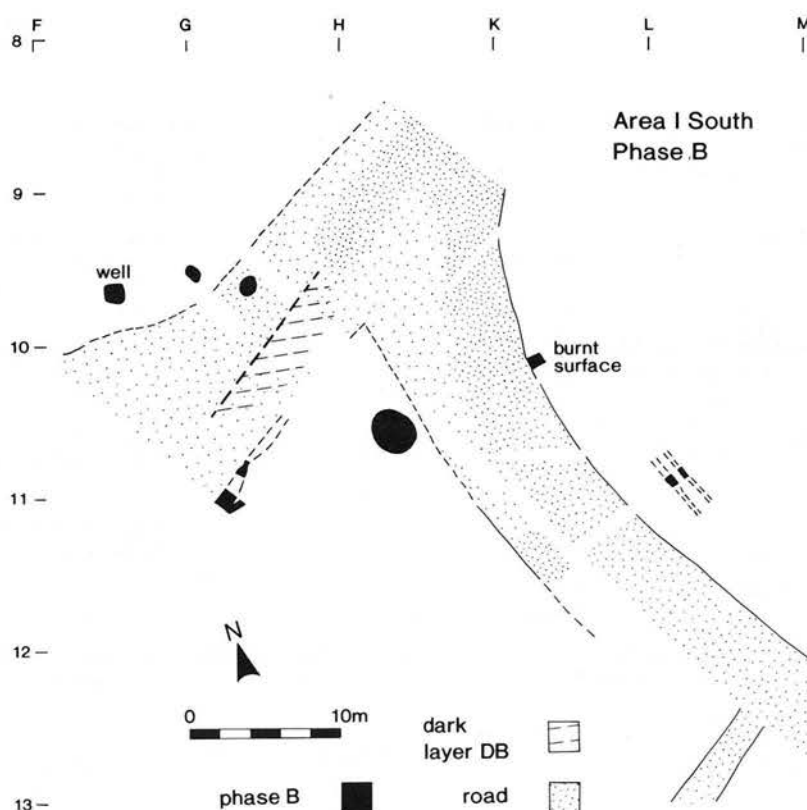 F G H K L M
8
Area I South
Phase B
9
well
10
burnt
surface
11
N
12
0 10m
dark
layer DB
phase B
road
13